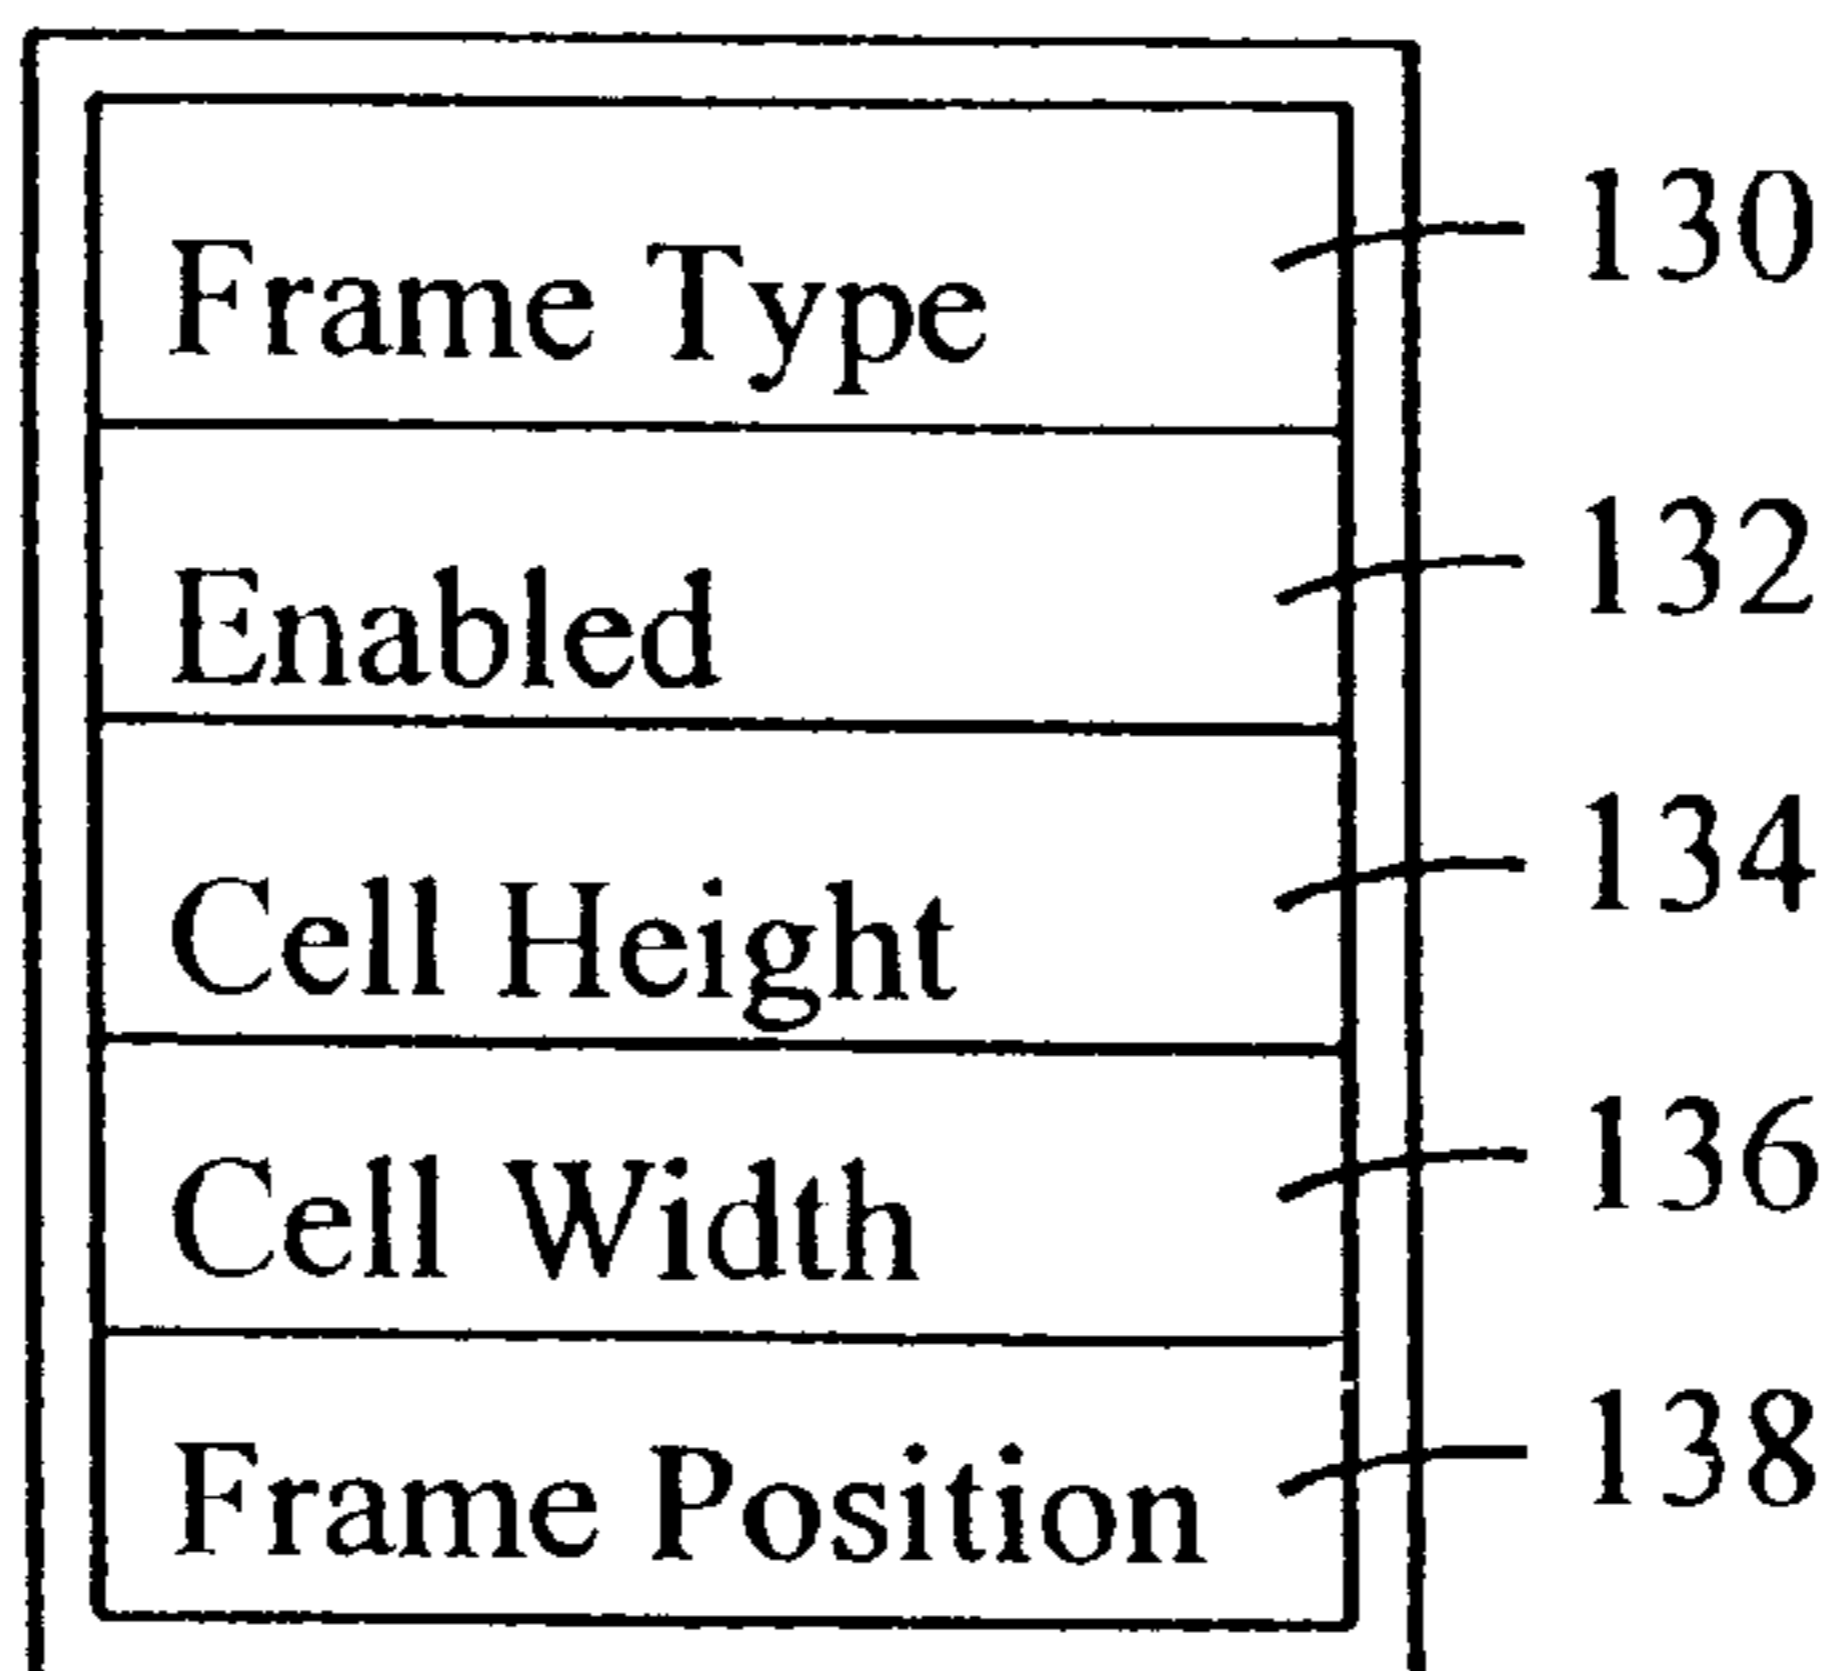 Frame Type 130
Enabled 132
Cell Height 134
Cell Width 136
Frame Position 138